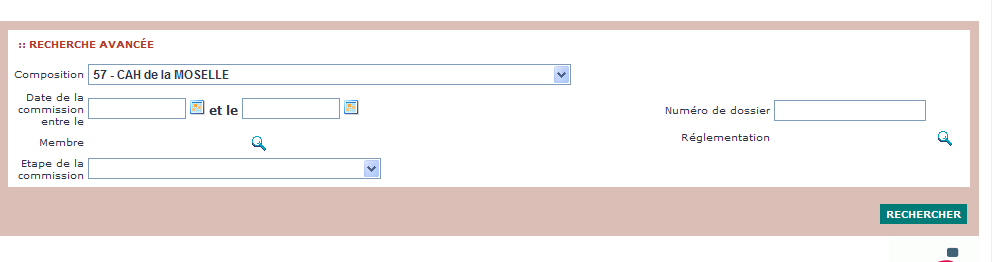 :: RECHERCHE AVANCÉE
Composition 57 - CAH de la MOSELLE
Date de la
commission
entre le
et le
Numéro de dossier
Membre
Réglementation
Etape de la
commission
RECHERCHER